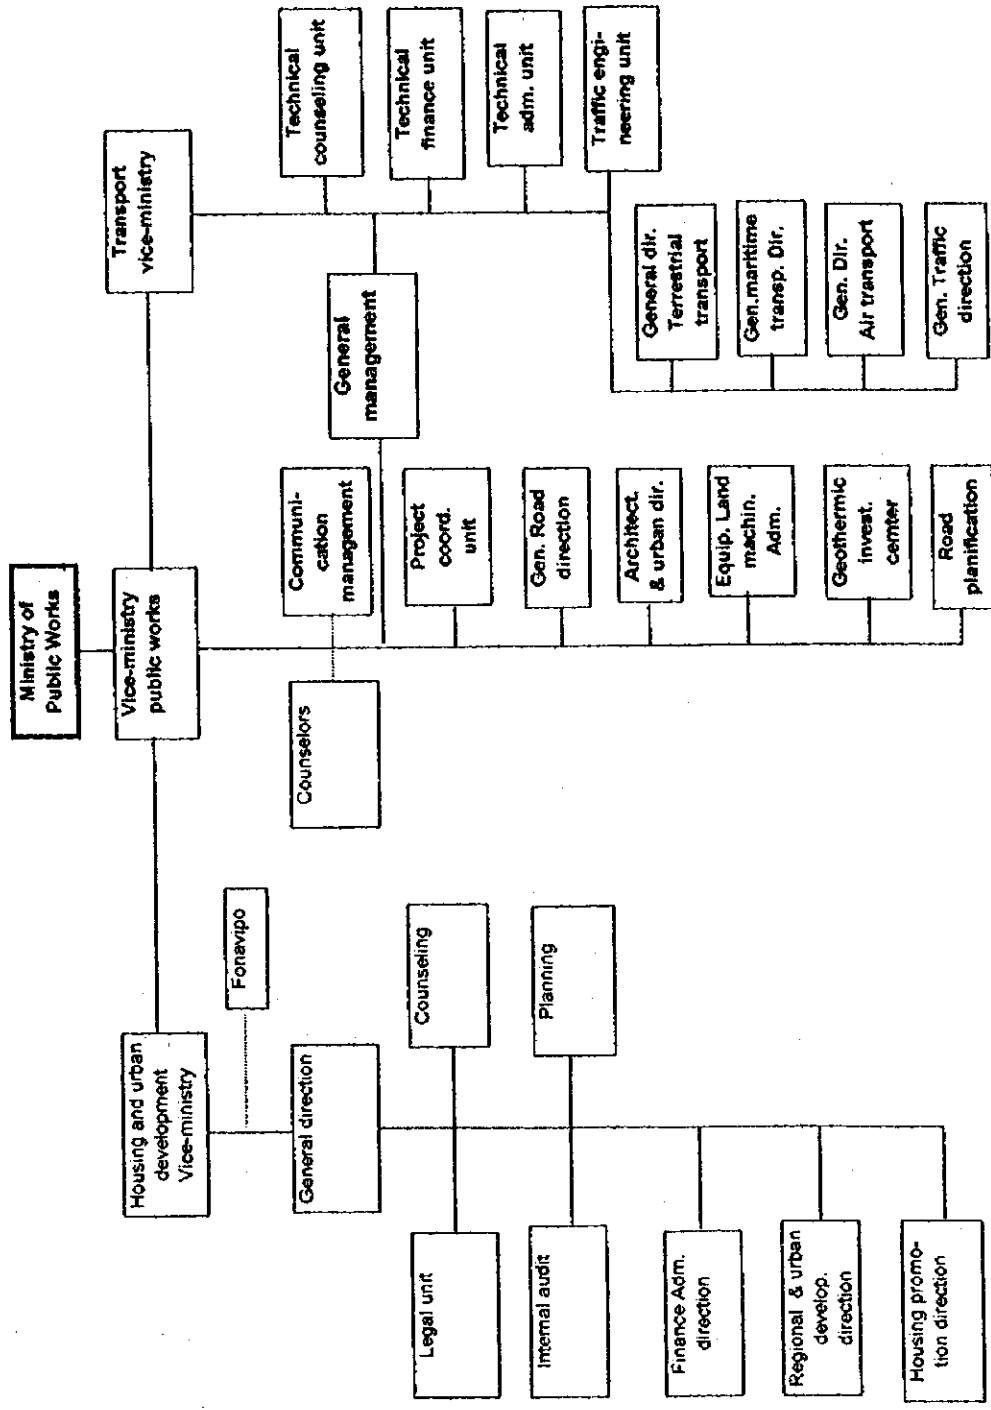 Ministry of
Public Works
Housing and urban
development
Vice-ministry
Vice-ministry
public works
Transport
vice-ministry
Fonavipo
General direction
Counselors
Communi-
cation
management
General
management
Technical
counseling unit
Technical
finance unit
Technical
adm. unit
Traffic engi-
neering unit
Legal unit
Counseling
Internal audit
Planning
Finance Adm.
direction
Regional & urban
develop.
direction
Housing promo-
tion direction
Project
coord.
unit
Gen. Road
direction
Architect.
& urban dir.
Equip. Land
machin.
Adm.
Geothermic
invest.
cemter
Road
planification
General dir.
Terrestrial
transport
Gen.maritime
transp. Dir.
Gen. Dir.
Air transport
Gen. Traffic
direction